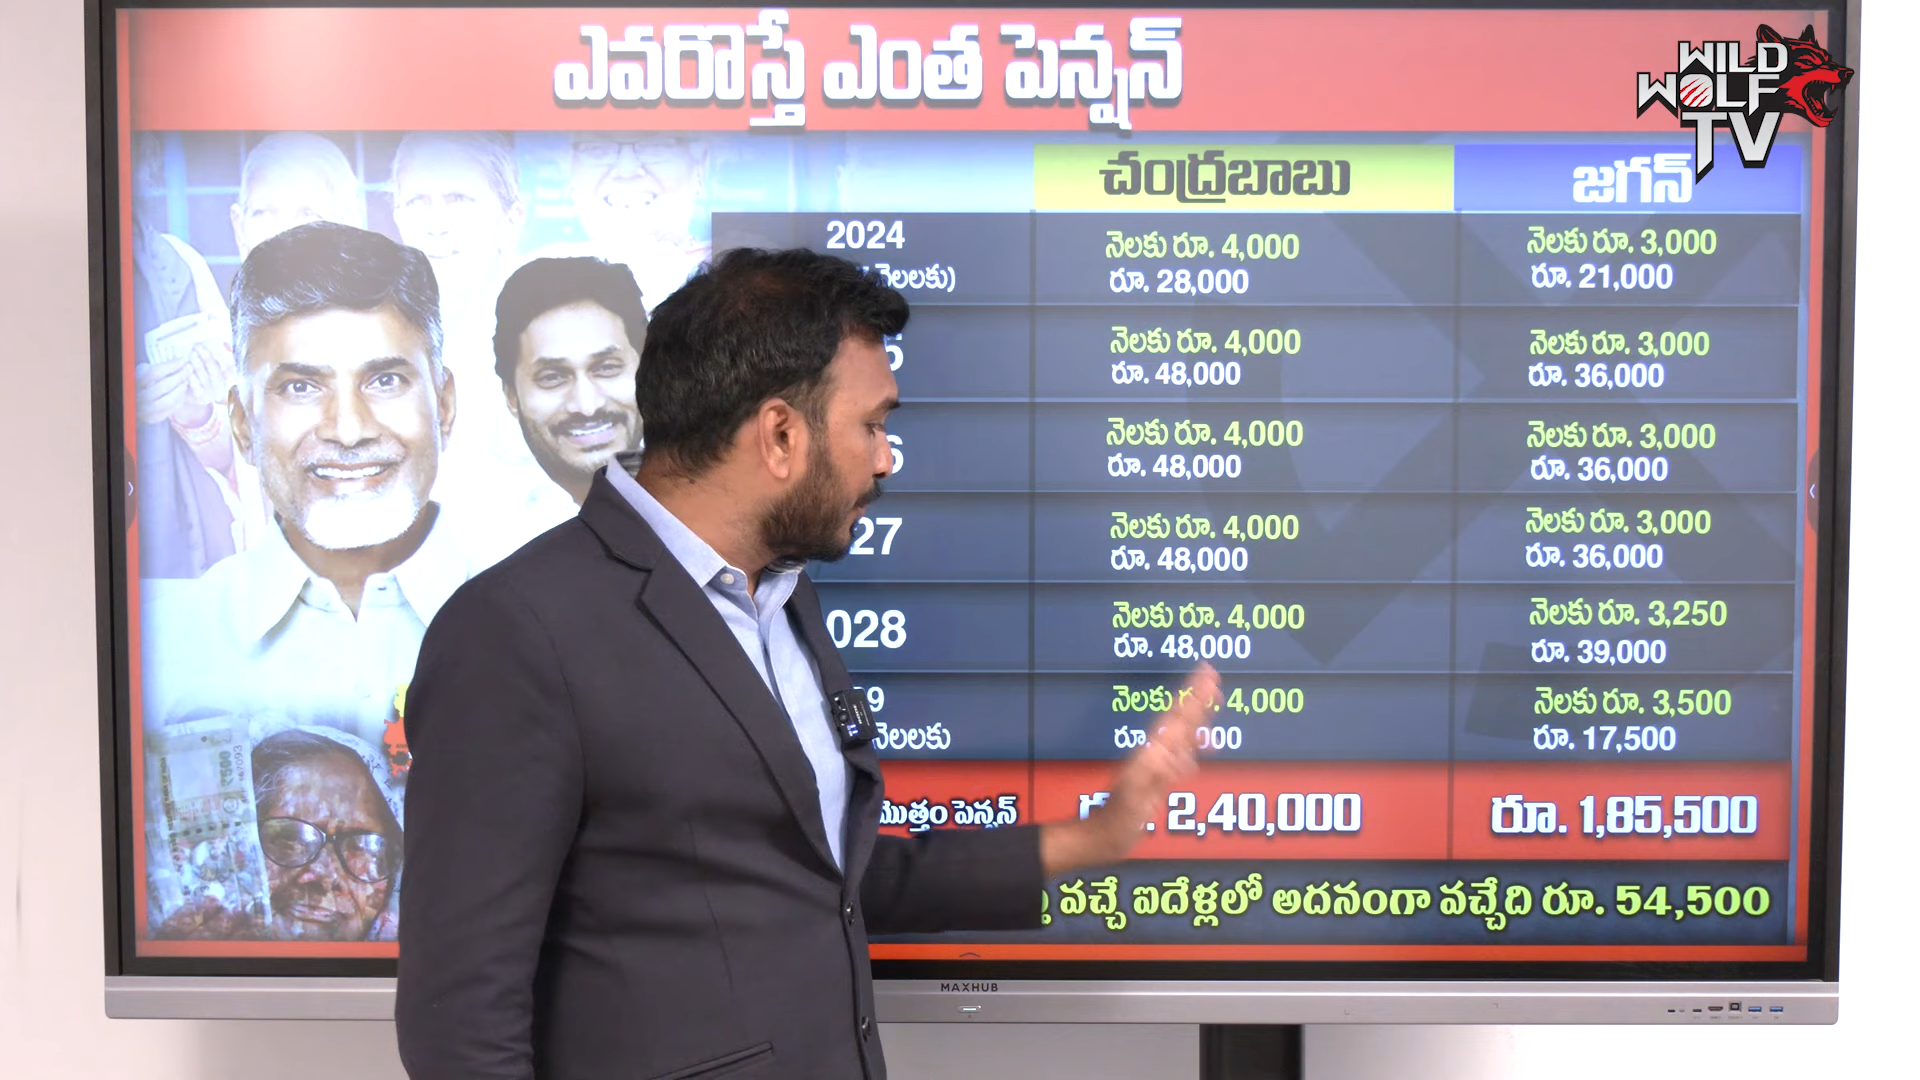 ఎవరొస్తే ఎంత పెన్షన్
WILD
WOLF
TV
చంద్రబాబు జగన్
2024 నెలకు రూ. 4,000 నెలకు రూ. 3,000
నెలలకు) రూ. 28,000 రూ. 21,000
నెలకు రూ. 4,000 నెలకు రూ. 3,000
రూ. 48,000 రూ. 36,000
నెలకు రూ. 4,000 నెలకు రూ. 3,000
రూ. 48,000 రూ. 36,000
27 నెలకు రూ. 4,000 నెలకు రూ. 3,000
రూ. 48,000 రూ. 36,000
028 నెలకు రూ. 4,000 నెలకు రూ. 3,250
రూ. 48,000 రూ. 39,000
9 నెలకు రూ. 4,000 నెలకు రూ. 3,500
నెలలకు రూ. 000 రూ. 17,500
మొత్తం పెన్షన్ రూ. 2,40,000 రూ. 1,85,500
వచ్చే ఐదేళ్లలో అదనంగా వచ్చేది రూ. 54,500
MAXHUB